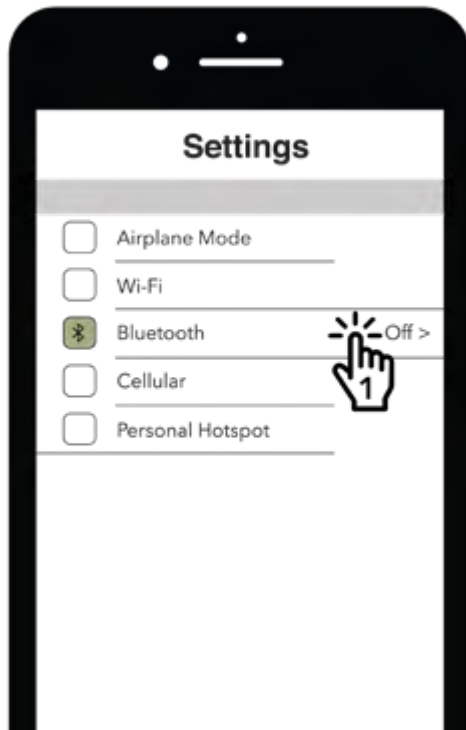 Settings
Airplane Mode
Wi-Fi
Bluetooth Off >
1
Cellular
Personal Hotspot